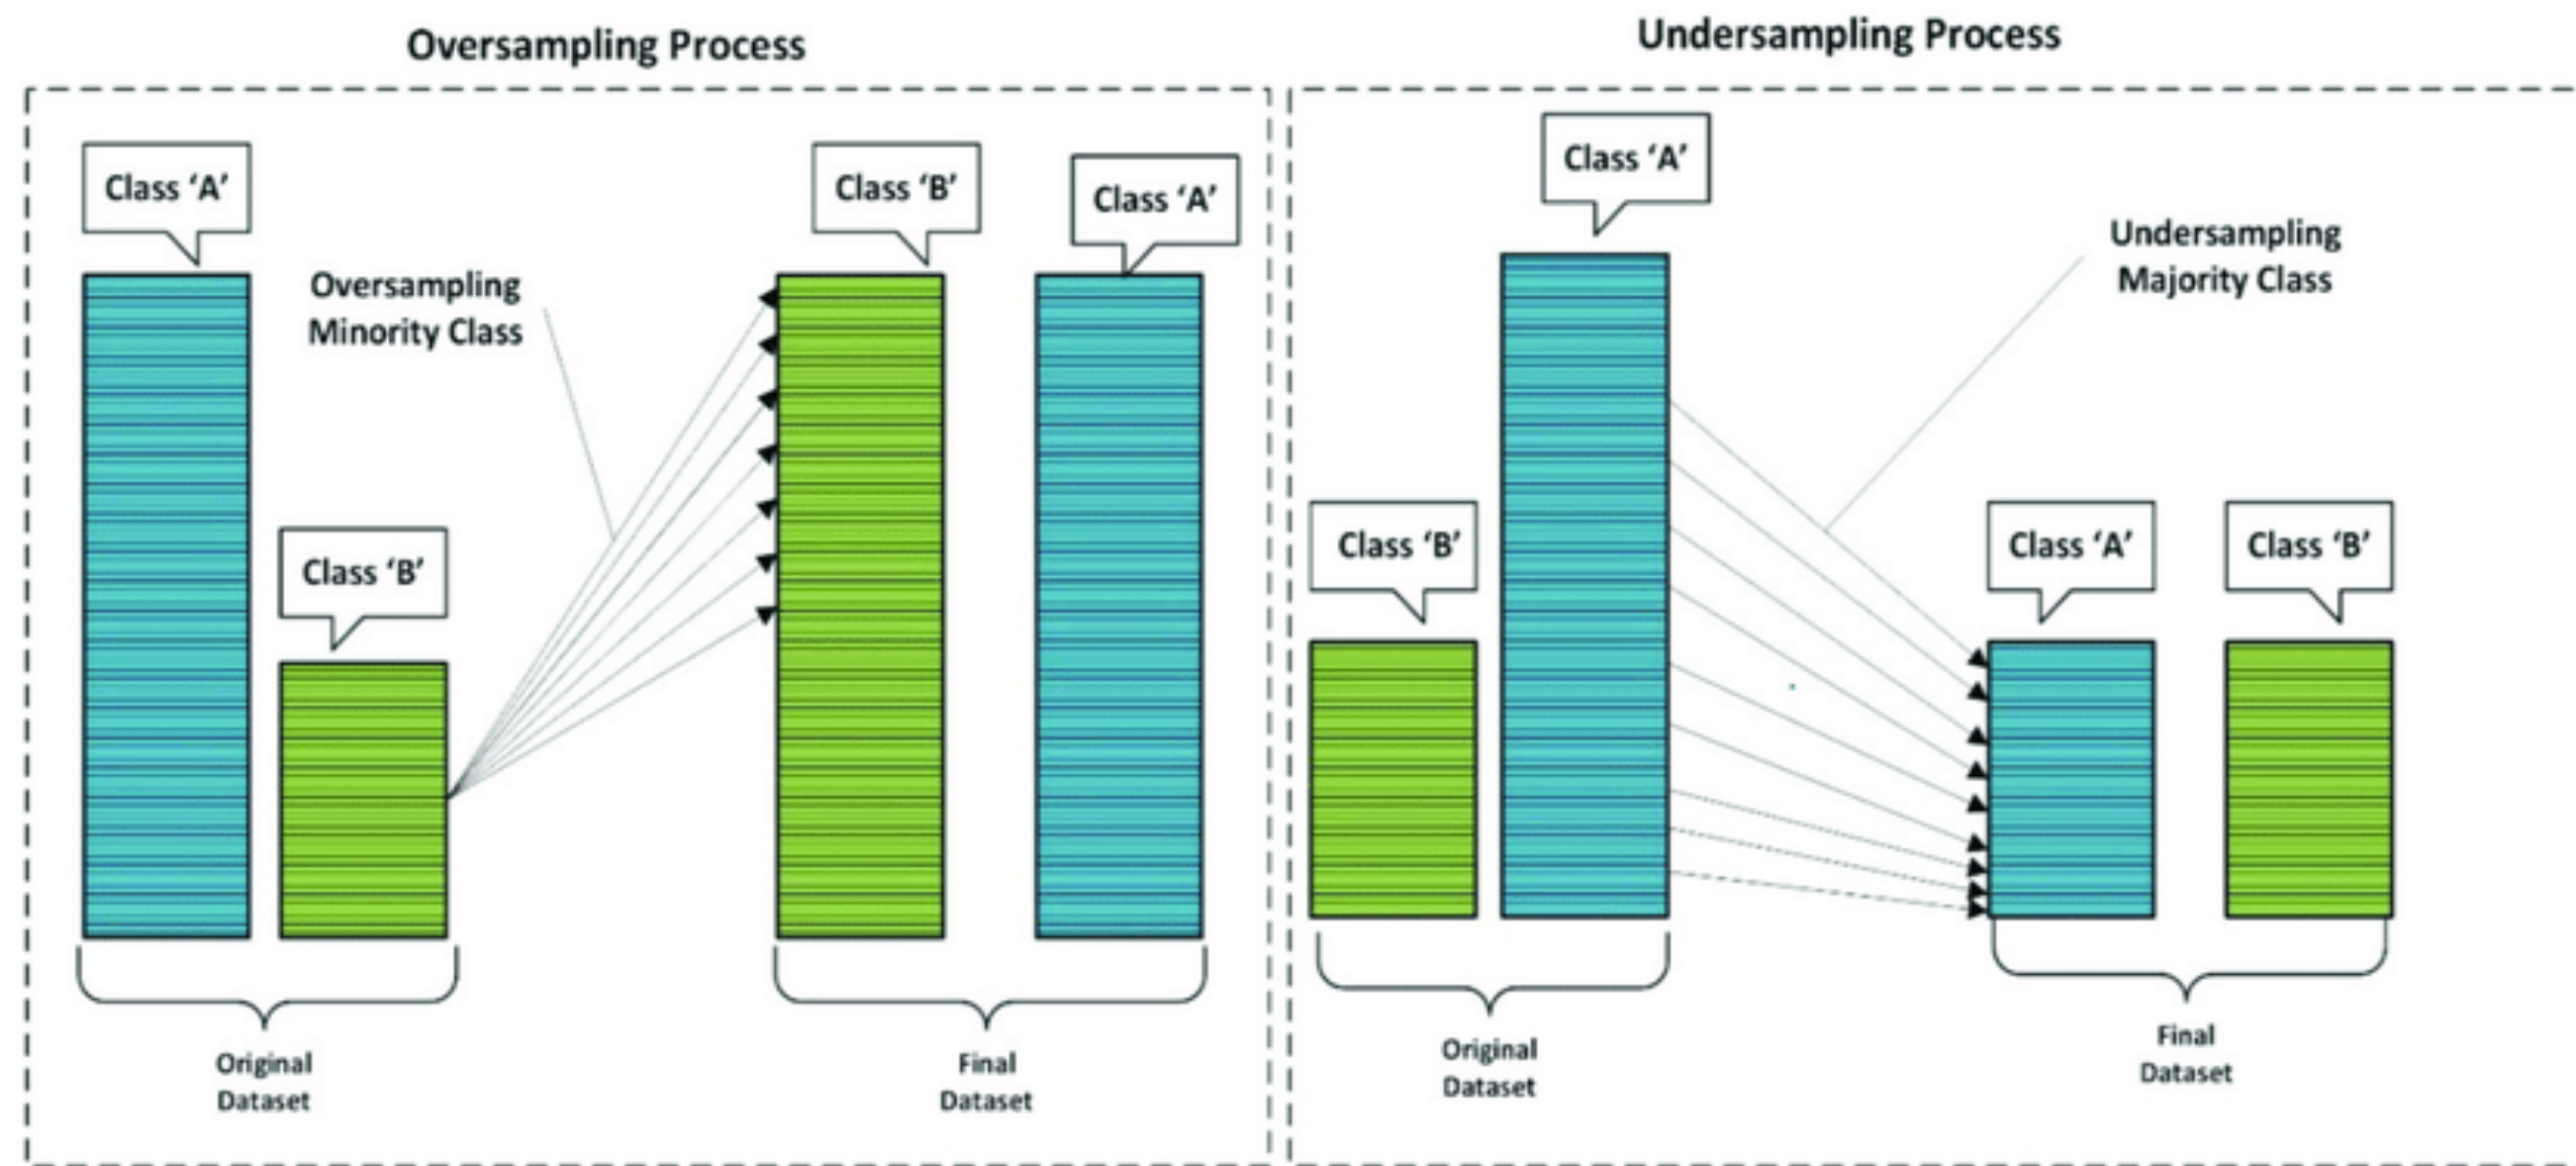 Oversampling Process
Class ‘A’
Oversampling
Minority Class
Class ‘B’
Class ‘B’
Class ‘A’
Original
Dataset
Final
Dataset
Undersampling Process
Class ‘A’
Undersampling
Majority Class
Class ‘B’
Class ‘A’
Class ‘B’
Original
Dataset
Final
Dataset